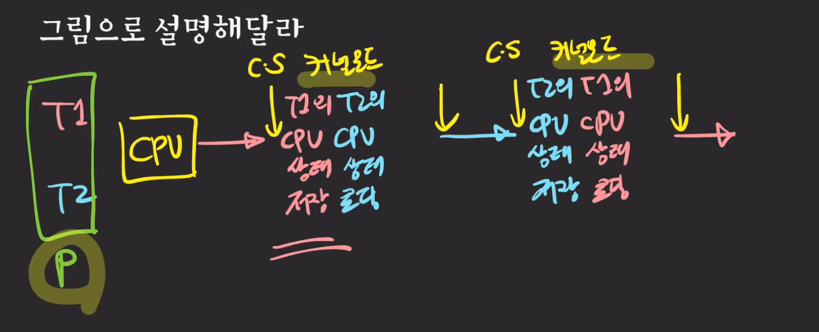 그림으로 설명해달라
C.S 커널모드
T1의 T2의
CPU CPU
상태 상태
저장 로딩
C.S 커널모드
T2의 T1의
CPU CPU
상태 상태
저장 로딩
T1
CPU
T2
P